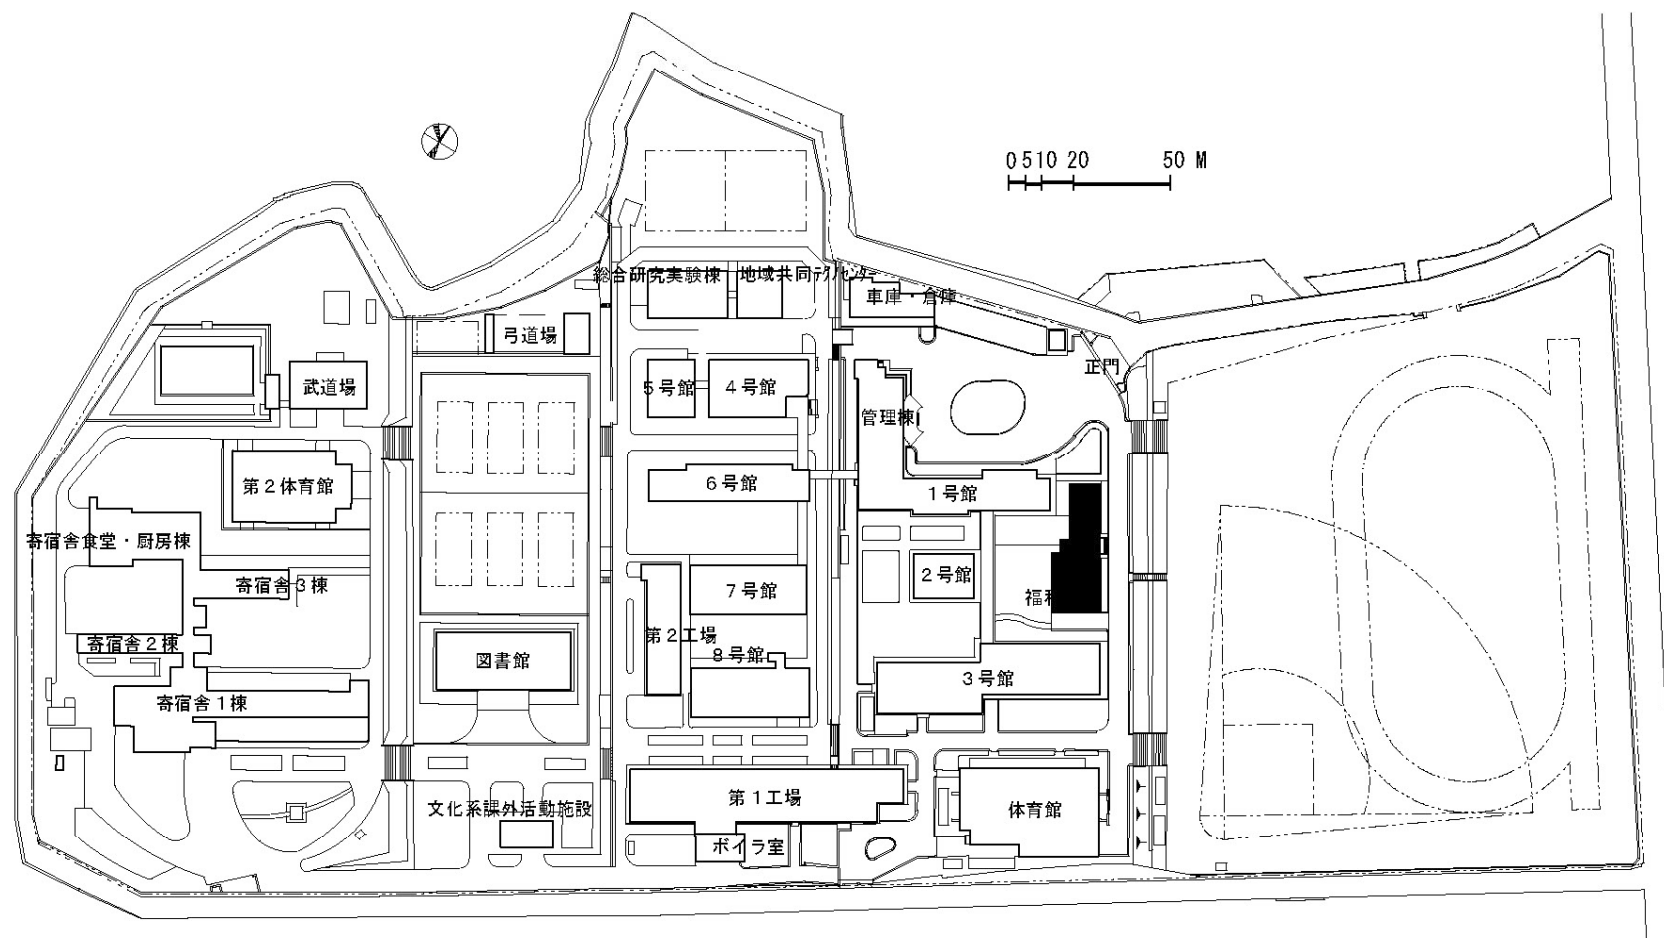 0 5 10 20 50 M
総合研究実験棟
地域共同ﾃｸﾉｾﾝﾀｰ
車庫・倉庫
弓道場
正門
武道場
5号館
4号館
管理棟
第2体育館
6号館
1号館
寄宿舎食堂・厨房棟
寄宿舎3棟
7号館
2号館
福利
寄宿舎2棟
第2工場
8号館
図書館
3号館
寄宿舎1棟
第1工場
文化系課外活動施設
体育館
ボイラ室